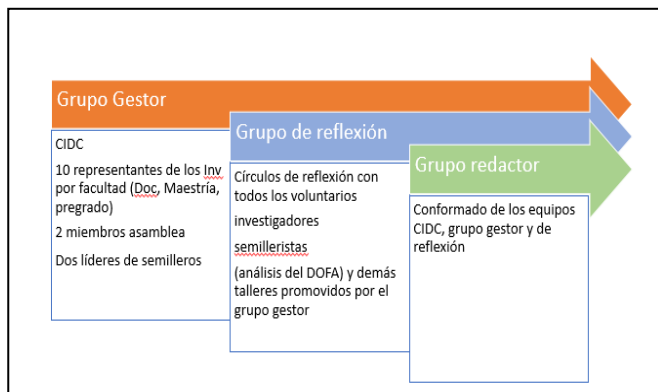 Grupo Gestor
CIDC
10 representantes de los Inv
por facultad (Doc, Maestría,
pregrado)
2 miembros asamblea
Dos líderes de semilleros
Grupo de reflexión
Círculos de reflexión con
todos los voluntarios
investigadores
semilleristas
(análisis del DOFA) y demás
talleres promovidos por el
grupo gestor
Grupo redactor
Conformado de los equipos
CIDC, grupo gestor y de
reflexión